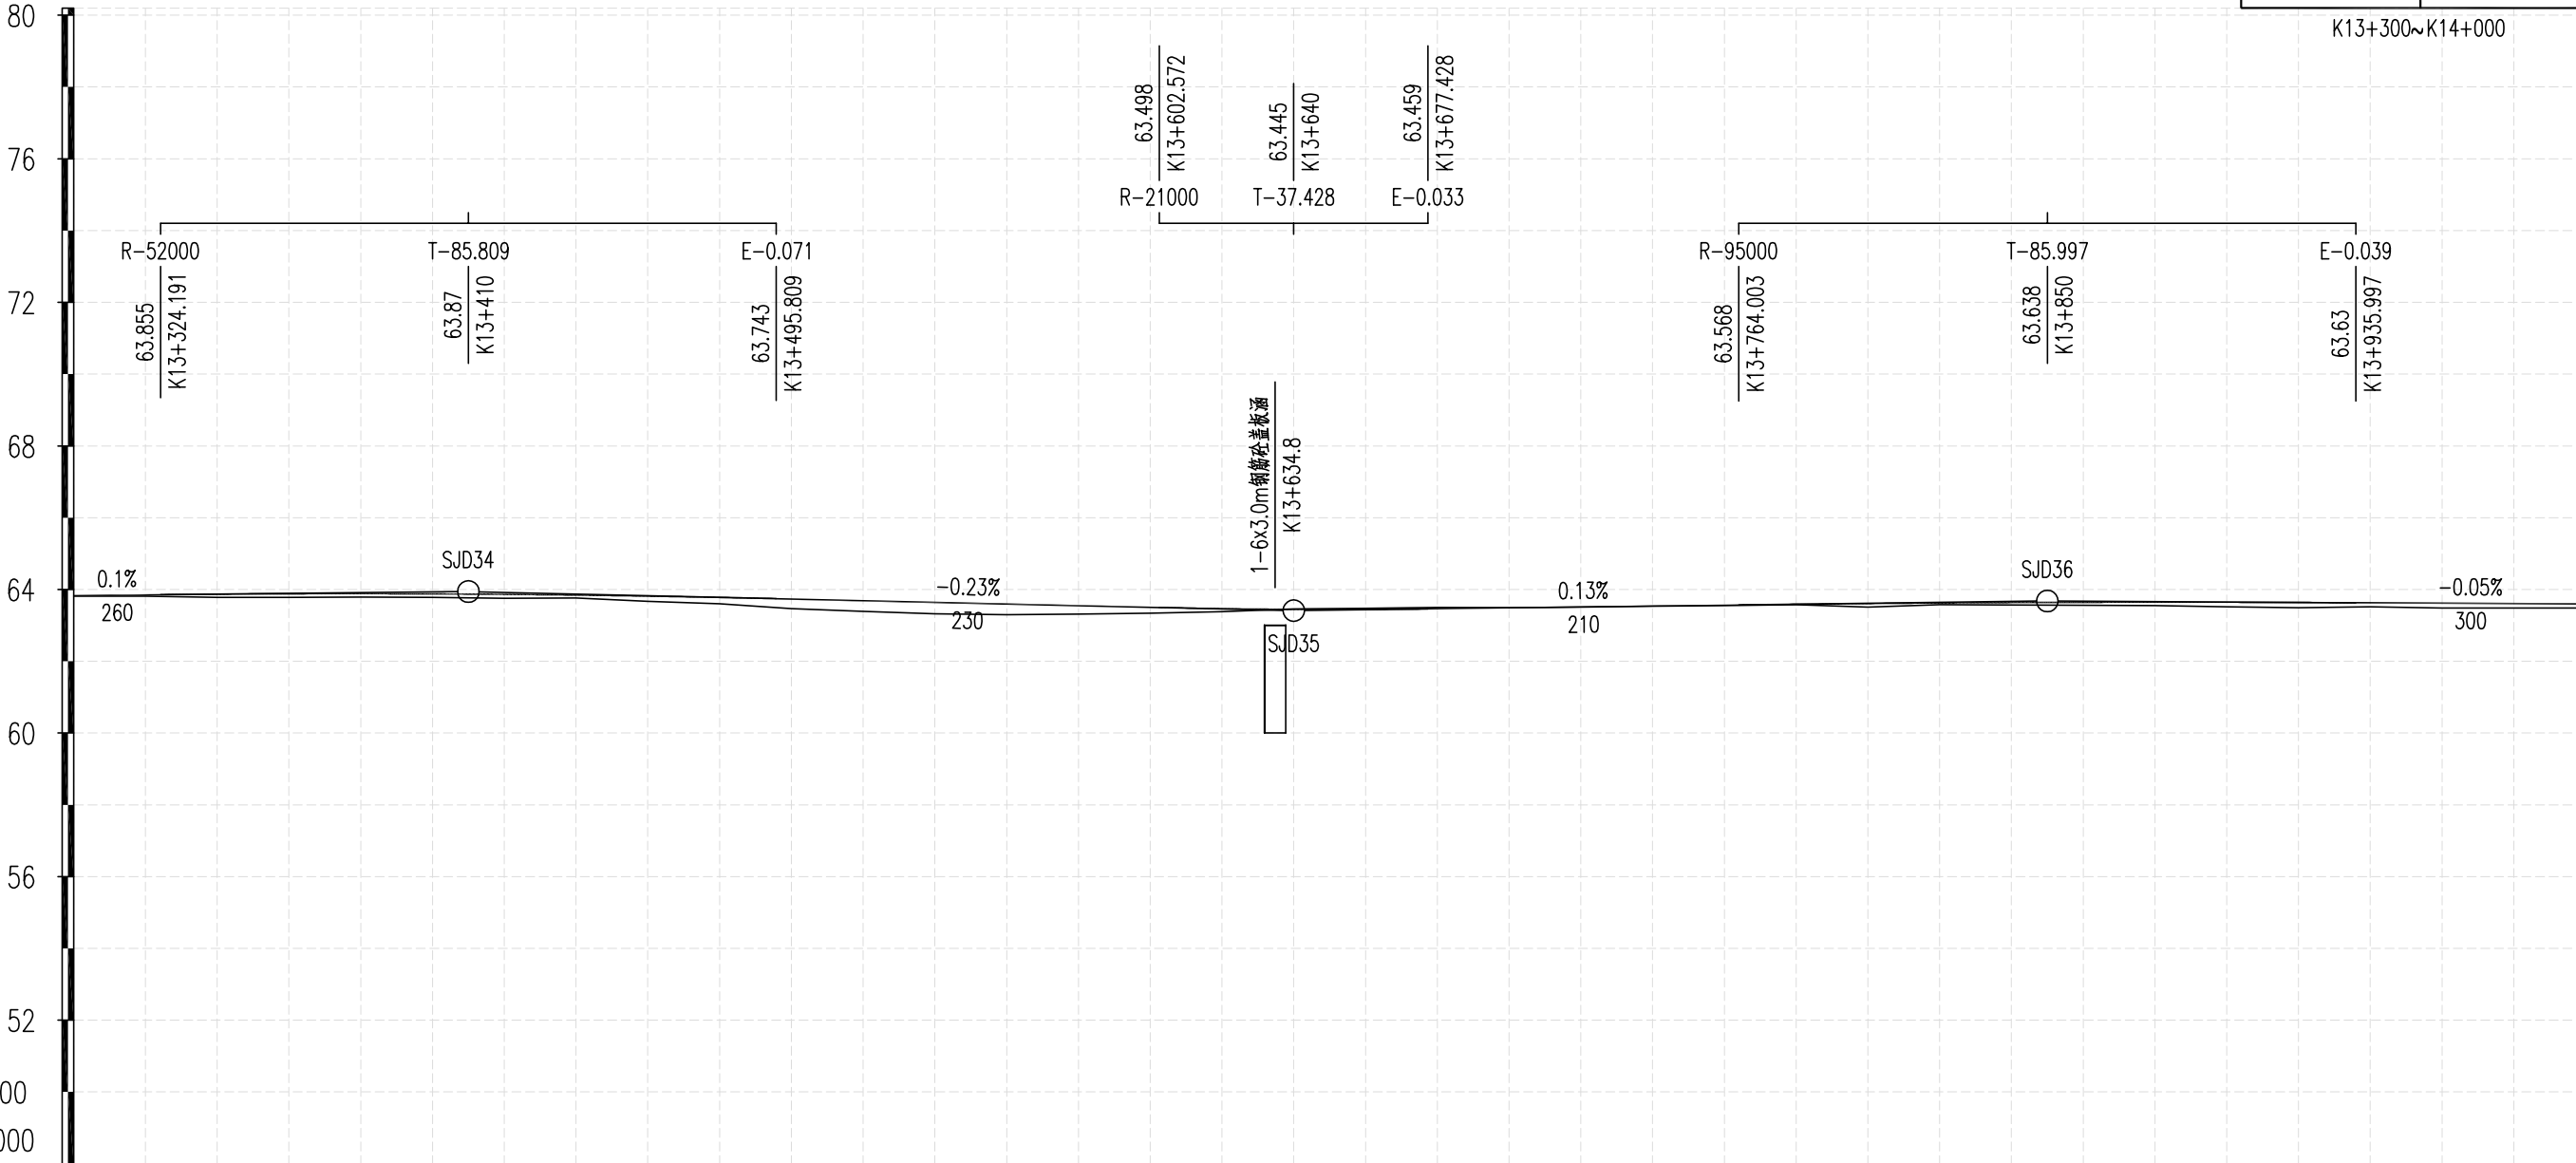 K13+300~K14+000
80
76
72
68
64
60
56
52
00
000
63.498
K13+602.572
63.445
K13+640
63.459
K13+677.428
R-21000
T-37.428
E-0.033
R-52000
T-85.809
E-0.071
63.855
K13+324.191
63.87
K13+410
63.743
K13+495.809
R-95000
T-85.997
E-0.039
63.568
K13+764.003
63.638
K13+850
63.63
K13+935.997
1-6x3.0m钢筋砼盖板涵
K13+634.8
0.1%
260
SJD34
-0.23%
230
SJD35
0.13%
210
SJD36
-0.05%
300